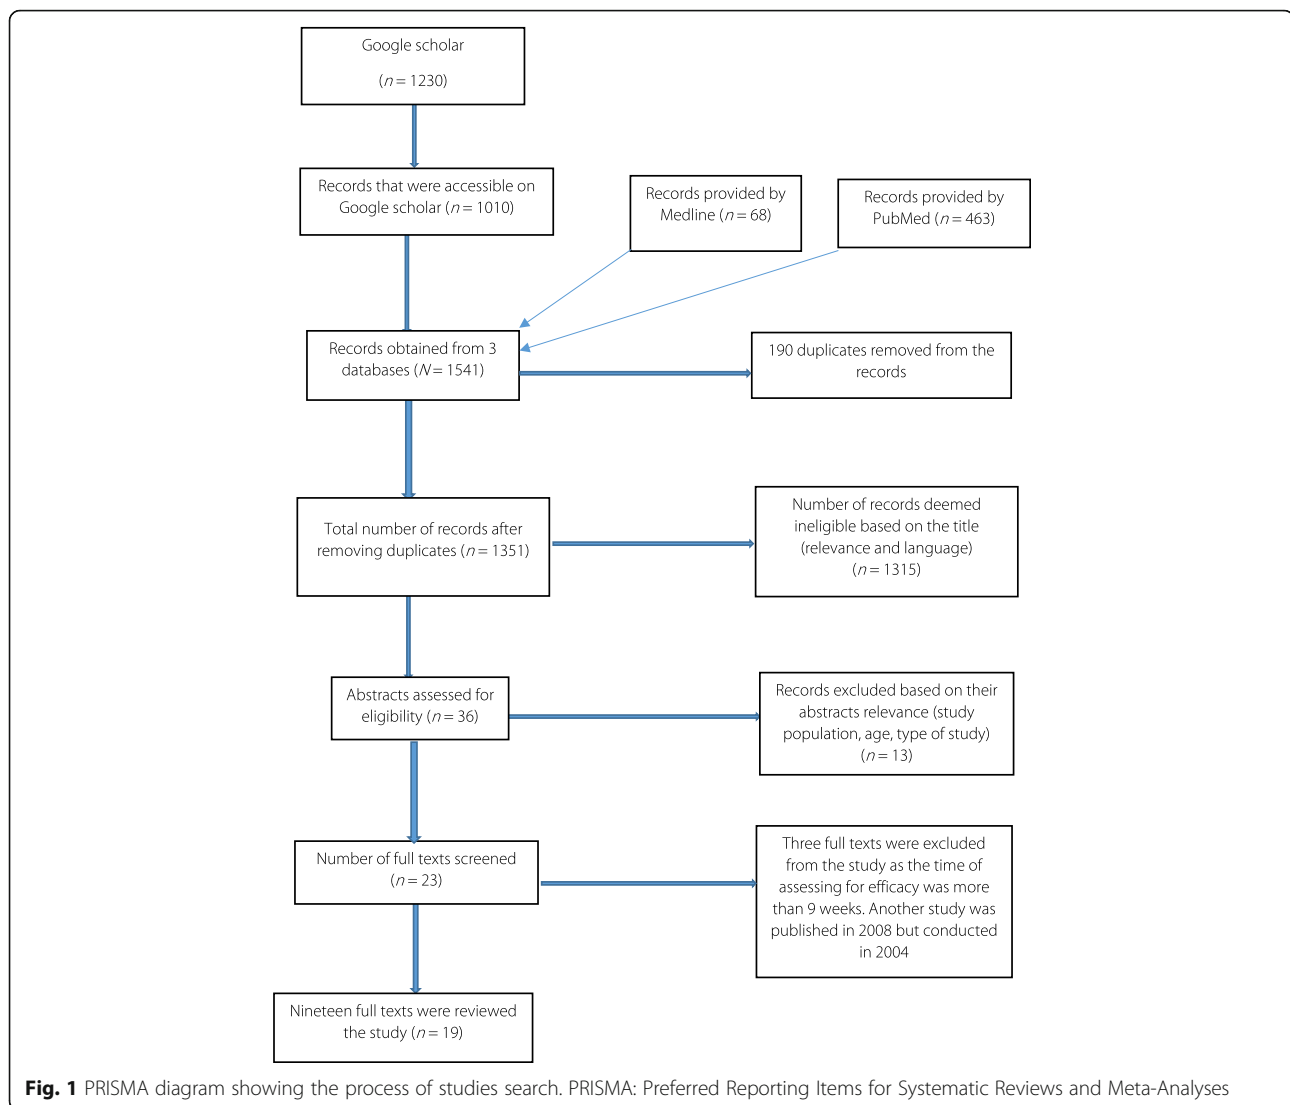 Google scholar
(n = 1230)
Records that were accessible on
Google scholar (n = 1010)
Records provided by
Medline (n = 68)
Records provided by
PubMed (n = 463)
Records obtained from 3
databases (N = 1541)
190 duplicates removed from the
records
Total number of records after
removing duplicates (n = 1351)
Number of records deemed
ineligible based on the title
(relevance and language)
(n = 1315)
Abstracts assessed for
eligibility (n = 36)
Records excluded based on their
abstracts relevance (study
population, age, type of study)
(n = 13)
Number of full texts screened
(n = 23)
Three full texts were excluded
from the study as the time of
assessing for efficacy was more
than 9 weeks. Another study was
published in 2008 but conducted
in 2004
Nineteen full texts were reviewed
the study (n = 19)
Fig. 1 PRISMA diagram showing the process of studies search. PRISMA: Preferred Reporting Items for Systematic Reviews and Meta-Analyses